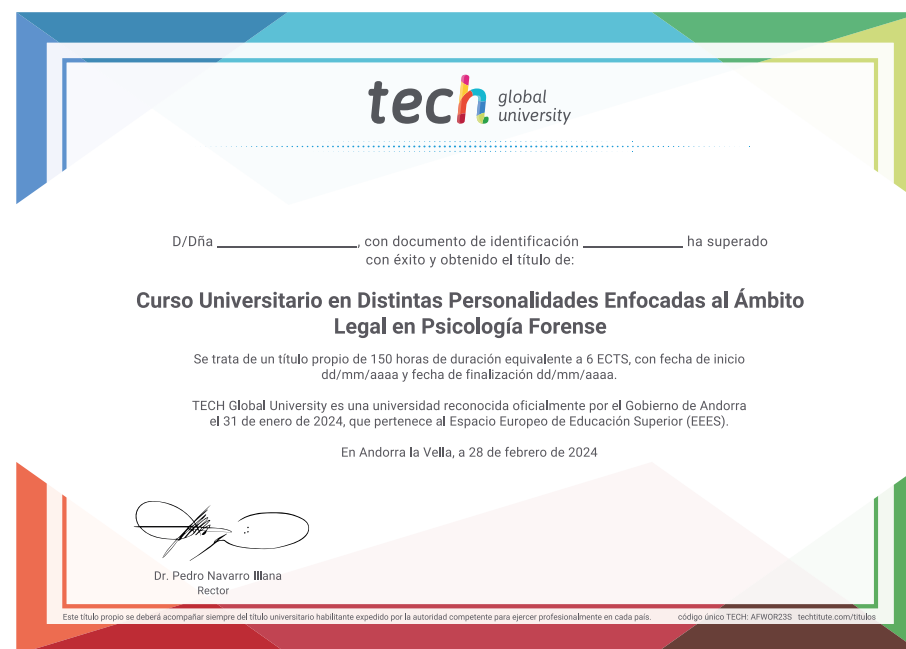 tech global
university
D/Dña ____________, con documento de identificación ____________ ha superado
con éxito y obtenido el título de:
Curso Universitario en Distintas Personalidades Enfocadas al Ámbito
Legal en Psicología Forense
Se trata de un título propio de 150 horas de duración equivalente a 6 ECTS, con fecha de inicio
dd/mm/aaaa y fecha de finalización dd/mm/aaaa.
TECH Global University es una universidad reconocida oficialmente por el Gobierno de Andorra
el 31 de enero de 2024, que pertenece al Espacio Europeo de Educación Superior (EEES).
En Andorra la Vella, a 28 de febrero de 2024
Dr. Pedro Navarro Illana
Rector
Este título propio se deberá acompañar siempre del título universitario habilitante expedido por la autoridad competente para ejercer profesionalmente en cada país. código único TECH: AFWOR23S techtitute.com/titulos